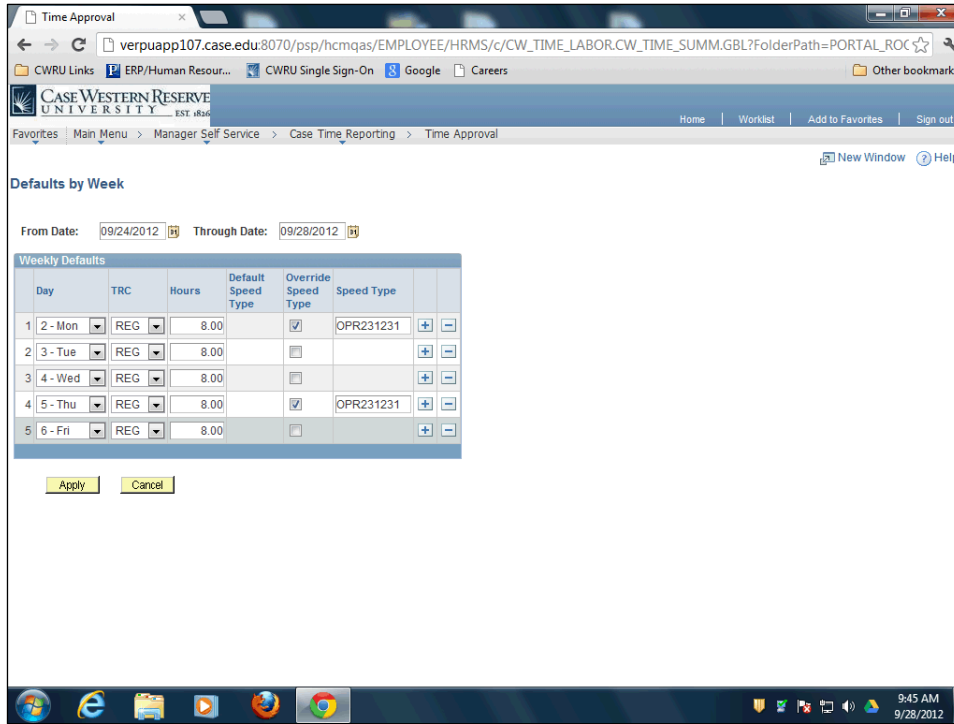 Time Approval
verpuapp107.case.edu:8070/psp/hcmqas/EMPLOYEE/HRMS/c/CW_TIME_LABOR.CW_TIME_SUMM.GBL?FolderPath=PORTAL_ROC
CWRU Links ERP/Human Resour... CWRU Single Sign-On Google Careers Other bookmark
CASE WESTERN RESERVE
UNIVERSITY EST. 1826
Home | Worklist | Add to Favorites | Sign out
Favorites Main Menu > Manager Self Service > Case Time Reporting > Time Approval
New Window ? Help
Defaults by Week
From Date: 09/24/2012 Through Date: 09/28/2012
Weekly Defaults
Day TRC Hours Default Speed Type Override Speed Type Speed Type
1 2 - Mon REG 8.00 OPR231231 + -
2 3 - Tue REG 8.00 + -
3 4 - Wed REG 8.00 + -
4 5 - Thu REG 8.00 OPR231231 + -
5 6 - Fri REG 8.00 + -
Apply Cancel
9:45 AM
9/28/2012